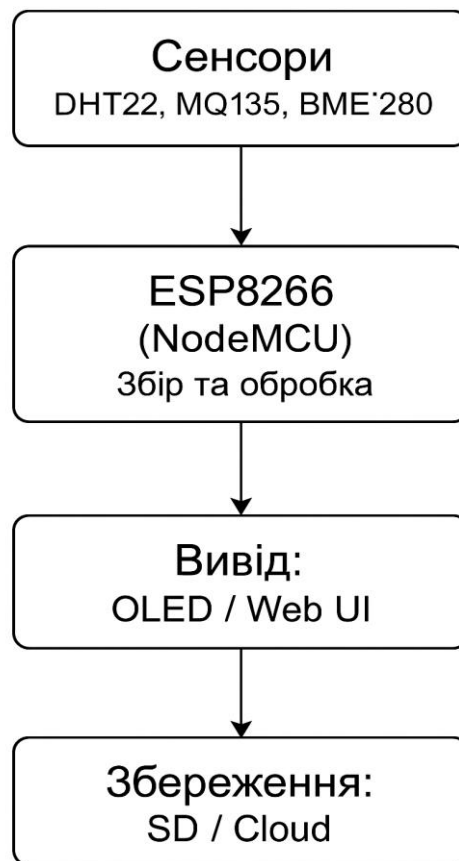 Сенсори
DHT22, MQ135, BME˙280
ESP8266
(NodeMCU)
Збір та обробка
Вивід:
OLED / Web UI
Збереження:
SD / Cloud